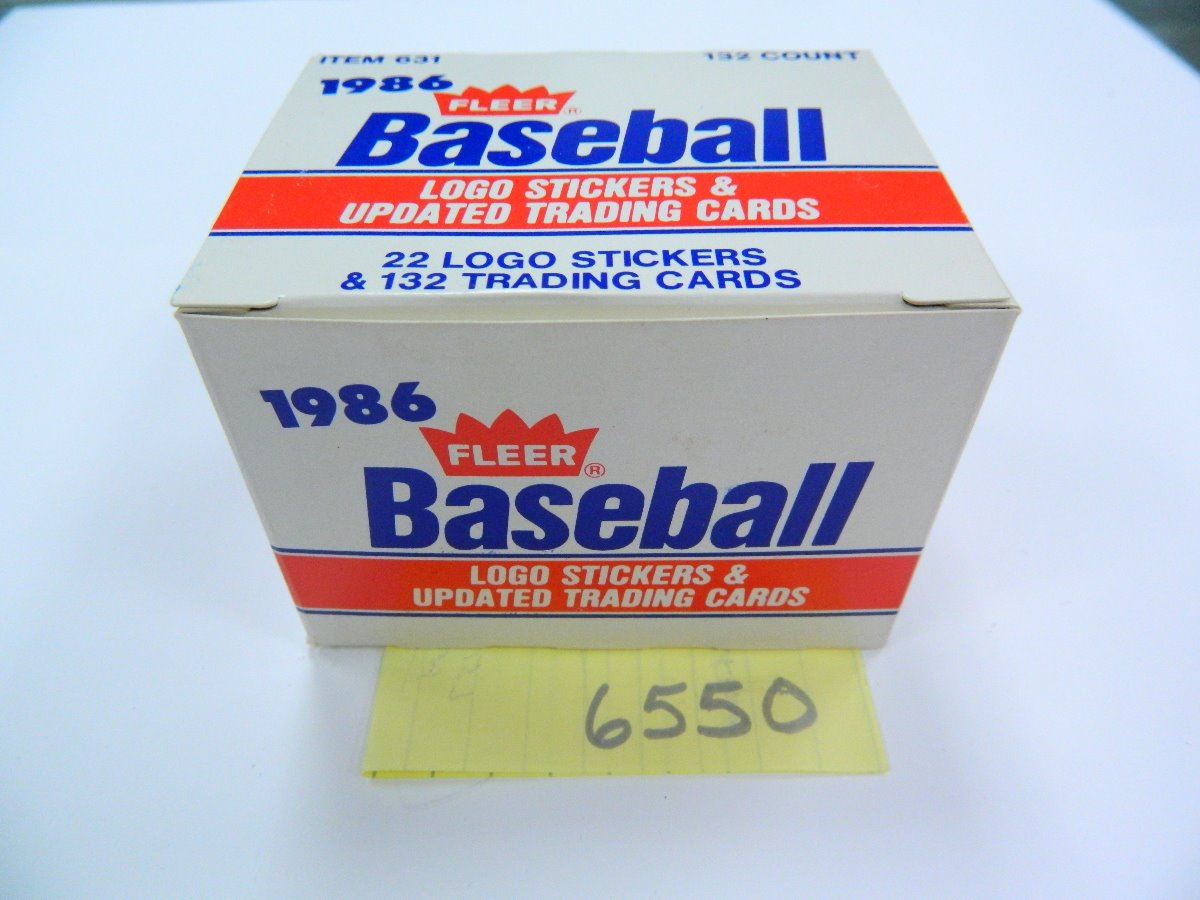 ITEM 631 132 COUNT
1986
FLEER ®
Baseball
LOGO STICKERS &
UPDATED TRADING CARDS
22 LOGO STICKERS
& 132 TRADING CARDS
1986
FLEER ®
Baseball
LOGO STICKERS &
UPDATED TRADING CARDS
6550